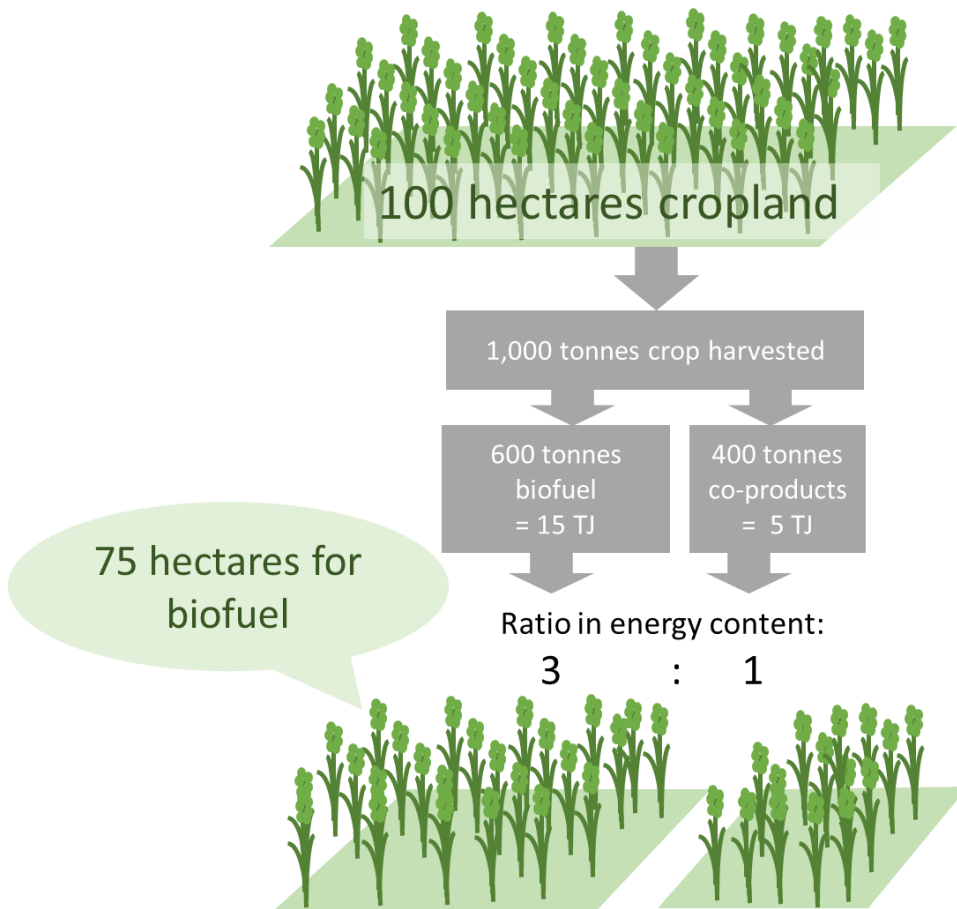 100 hectares cropland
1,000 tonnes crop harvested
600 tonnes
biofuel
= 15 TJ
400 tonnes
co-products
= 5 TJ
75 hectares for
biofuel
Ratio in energy content:
3 : 1